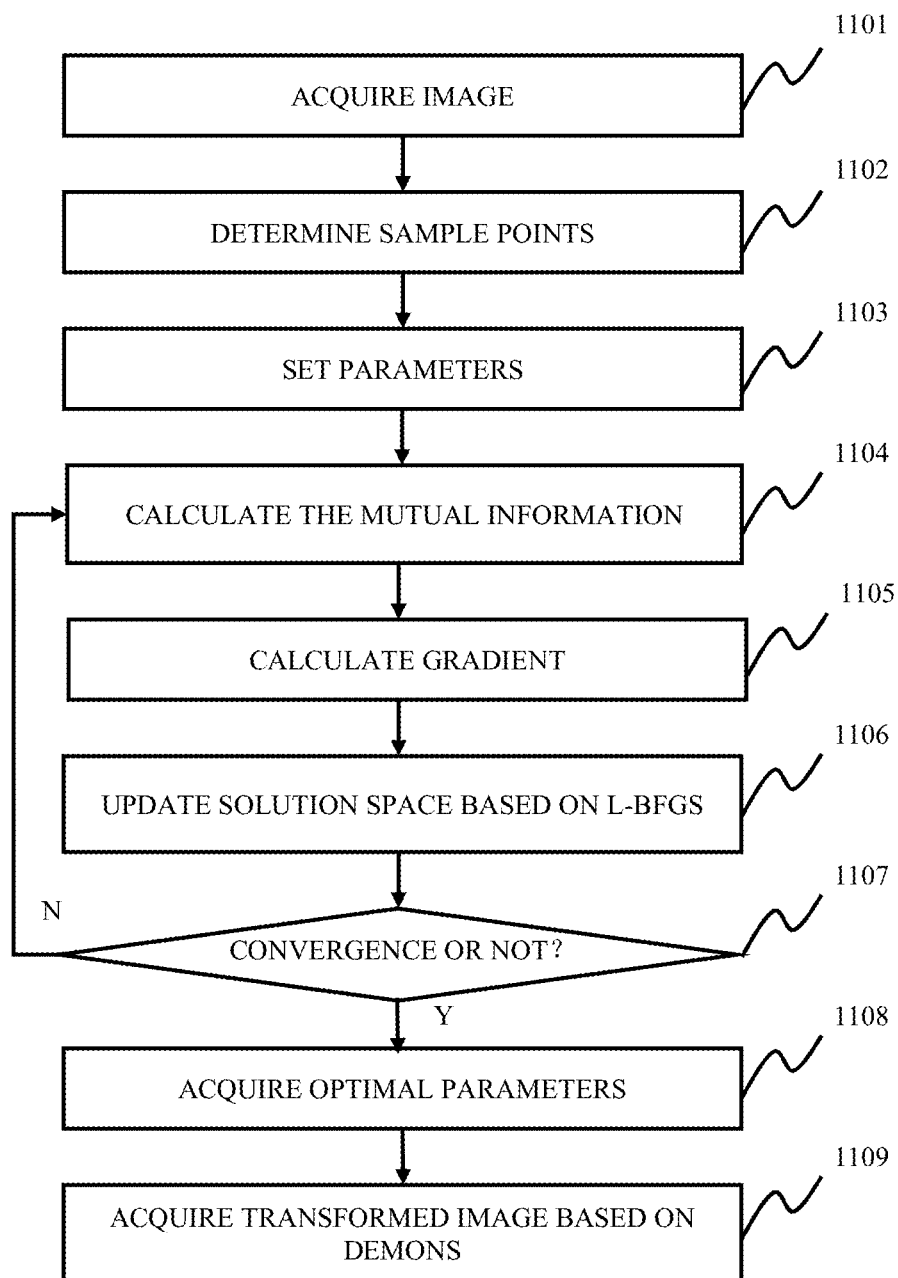 1101
ACQUIRE IMAGE
1102
DETERMINE SAMPLE POINTS
1103
SET PARAMETERS
1104
CALCULATE THE MUTUAL INFORMATION
1105
CALCULATE GRADIENT
1106
UPDATE SOLUTION SPACE BASED ON L-BFGS
1107
N
CONVERGENCE OR NOT?
Y
1108
ACQUIRE OPTIMAL PARAMETERS
1109
ACQUIRE TRANSFORMED IMAGE BASED ON
DEMONS